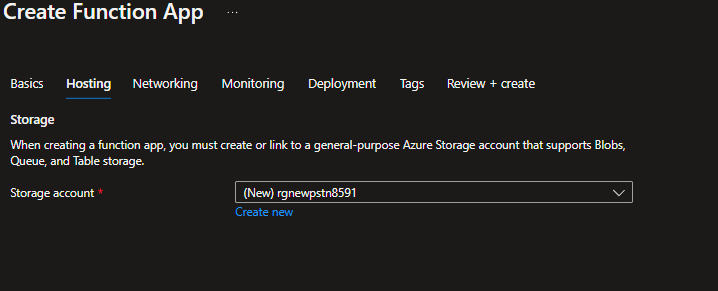 Create Function App ...
Basics Hosting Networking Monitoring Deployment Tags Review + create
Storage
When creating a function app, you must create or link to a general-purpose Azure Storage account that supports Blobs,
Queue, and Table storage.
Storage account * (New) rgnewpstn8591
Create new